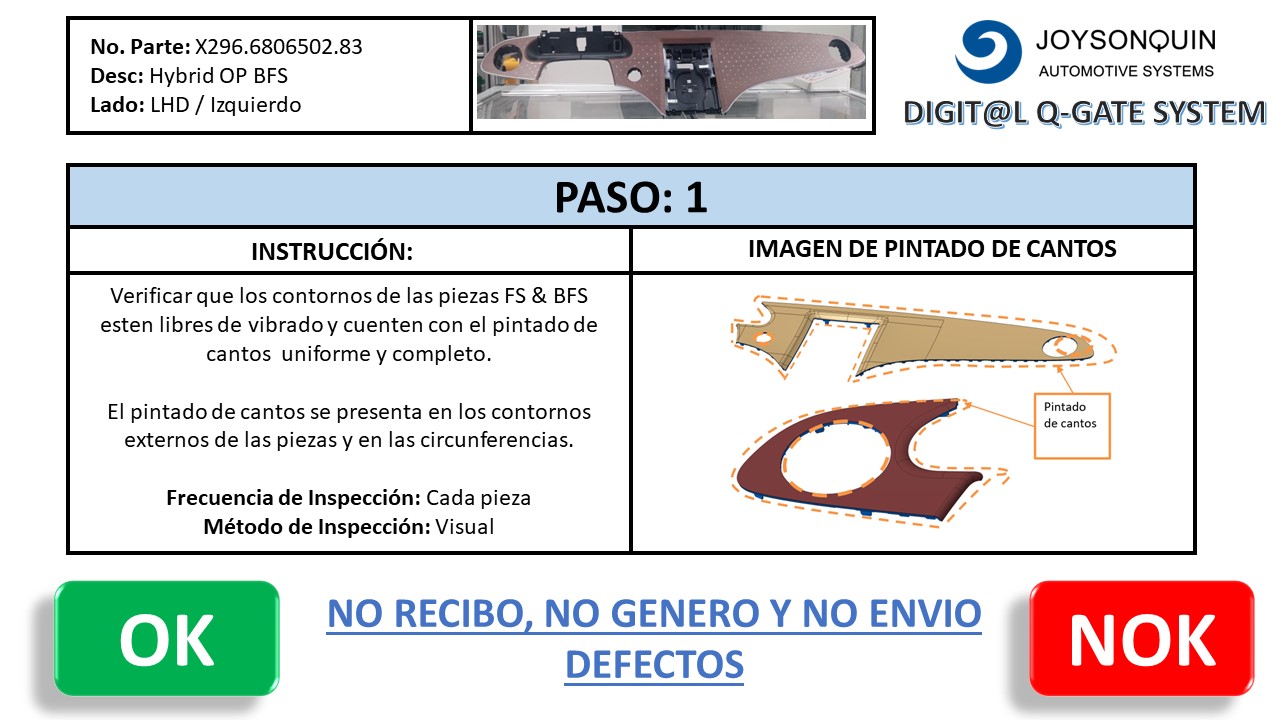 No. Parte: X296.6806502.83
Desc: Hybrid OP BFS
Lado: LHD / Izquierdo
JOYSONQUIN
AUTOMOTIVE SYSTEMS
DIGIT@L Q-GATE SYSTEM
PASO: 1
INSTRUCCIÓN:
IMAGEN DE PINTADO DE CANTOS
Verificar que los contornos de las piezas FS & BFS
esten libres de vibrado y cuenten con el pintado de
cantos uniforme y completo.
El pintado de cantos se presenta en los contornos
externos de las piezas y en las circunferencias.
Frecuencia de Inspección: Cada pieza
Método de Inspección: Visual
Pintado
de cantos
OK
NO RECIBO, NO GENERO Y NO ENVIO
DEFECTOS
NOK